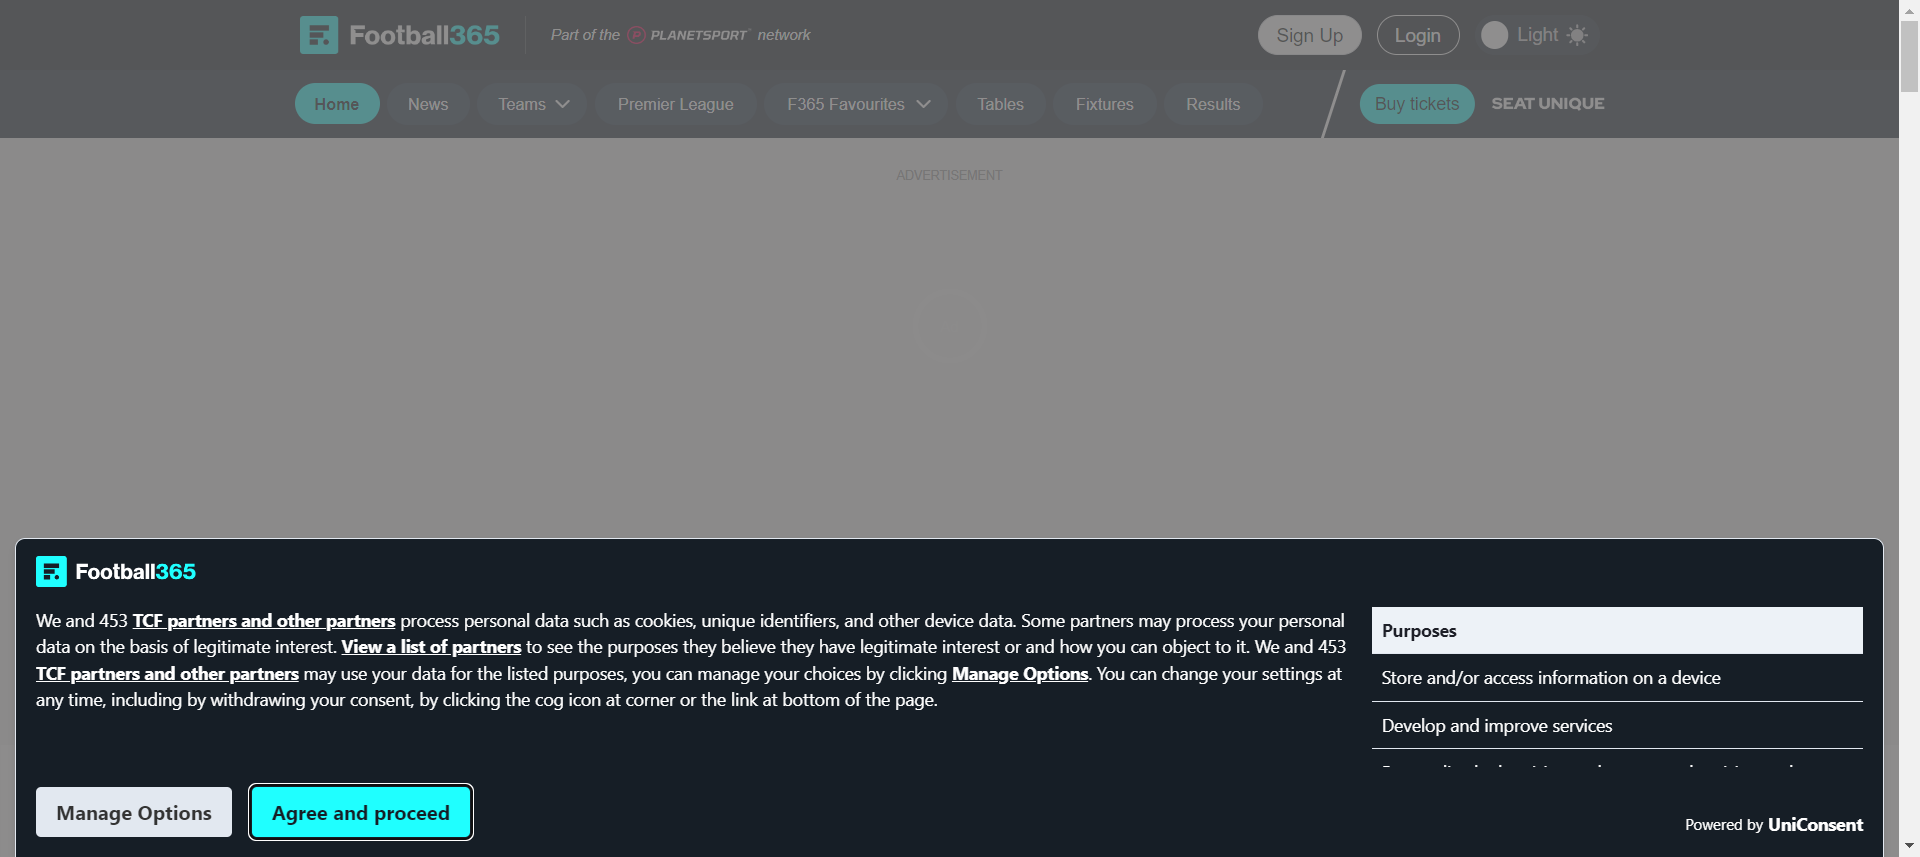 Football365
Part of the PLANETSPORT network
Sign Up
Login
Light
Home
News
Teams
Premier League
F365 Favourites
Tables
Fixtures
Results
Buy tickets
SEAT UNIQUE
ADVERTISEMENT
Football365
We and 453 TCF partners and other partners process personal data such as cookies, unique identifiers, and other device data. Some partners may process your personal
data on the basis of legitimate interest. View a list of partners to see the purposes they believe they have legitimate interest or and how you can object to it. We and 453
TCF partners and other partners may use your data for the listed purposes, you can manage your choices by clicking Manage Options. You can change your settings at
any time, including by withdrawing your consent, by clicking the cog icon at corner or the link at bottom of the page.
Purposes
Store and/or access information on a device
Develop and improve services
Manage Options
Agree and proceed
Powered by UniConsent